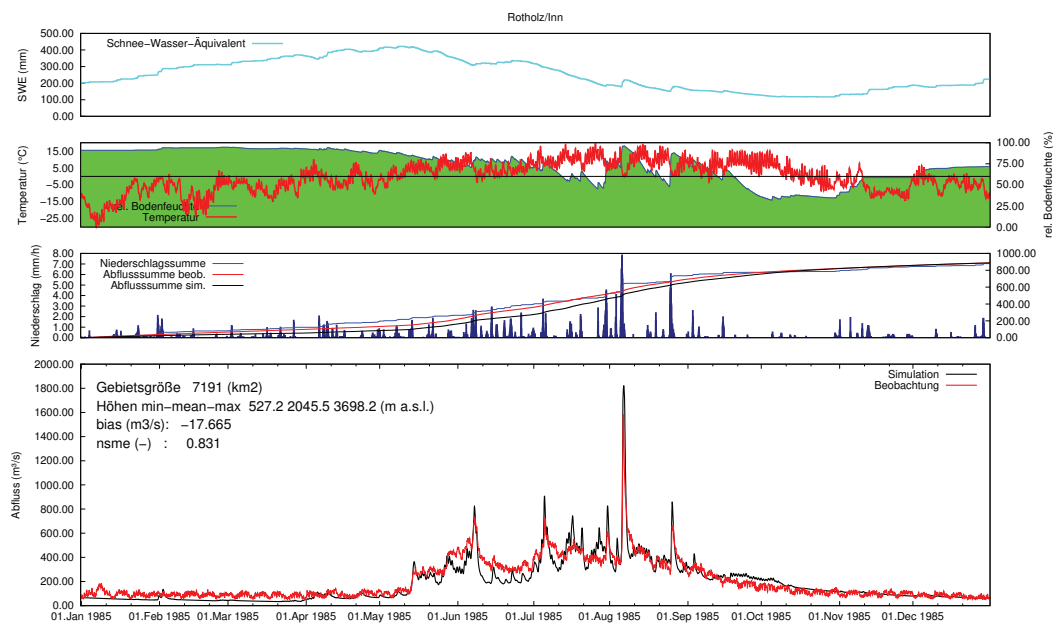 Rotholz/Inn
500.00
400.00
300.00
200.00
100.00
0.00
SWE (mm)
Schnee−Wasser−Äquivalent
15.00
5.00
−5.00
−15.00
−25.00
Temperatur (°C)
rel. Bodenfeuchte
Temperatur
100.00
75.00
50.00
25.00
0.00
rel. Bodenfeuchte (%)
8.00
7.00
6.00
5.00
4.00
3.00
2.00
1.00
0.00
Niederschlag (mm/h)
Niederschlagssumme
Abflusssumme beob.
Abflusssumme sim.
1000.00
800.00
600.00
400.00
200.00
0.00
2000.00
1800.00
1600.00
1400.00
1200.00
1000.00
800.00
600.00
400.00
200.00
0.00
Abfluss (m³/s)
Gebietsgröße 7191 (km2)
Höhen min−mean−max 527.2 2045.5 3698.2 (m a.s.l.)
bias (m3/s): −17.665
nsme (−) : 0.831
Simulation
Beobachtung
01.Jan 1985 01.Feb 1985 01.Mar 1985 01.Apr 1985 01.May 1985 01.Jun 1985 01.Jul 1985 01.Aug 1985 01.Sep 1985 01.Oct 1985 01.Nov 1985 01.Dec 1985